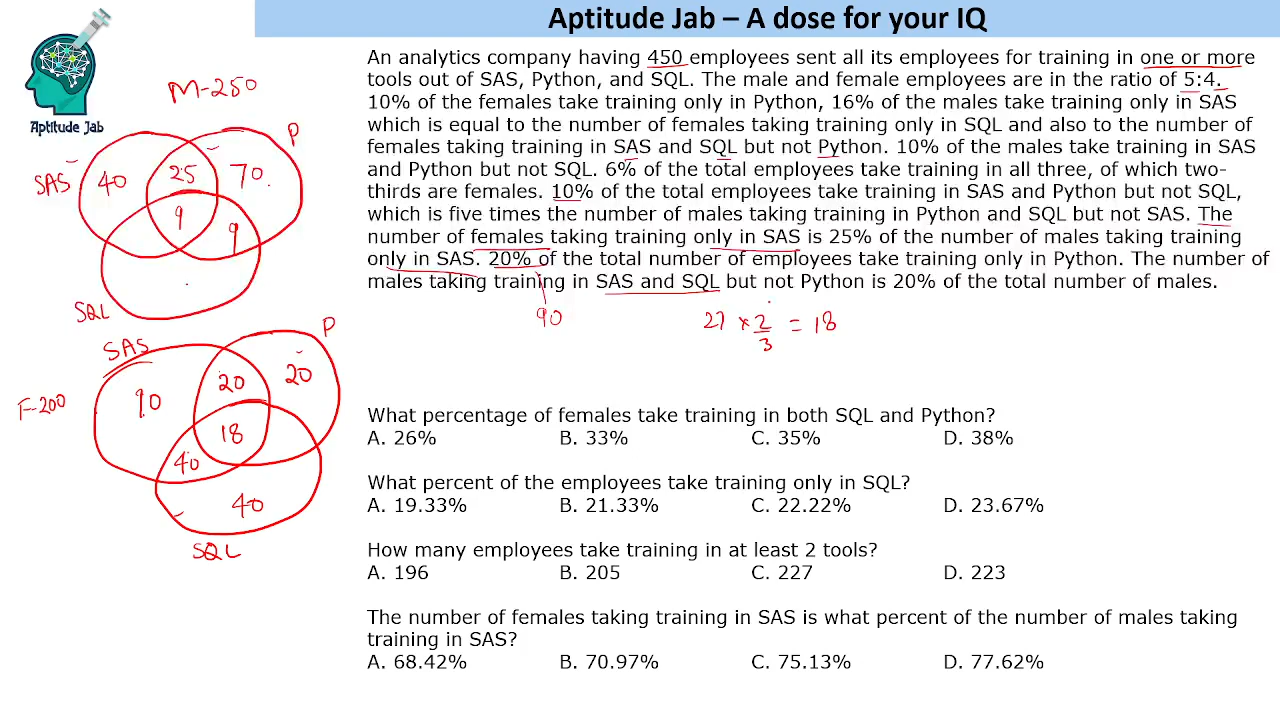 Aptitude Jab – A dose for your IQ
Aptitude Jab
An analytics company having 450 employees sent all its employees for training in one or more
tools out of SAS, Python, and SQL. The male and female employees are in the ratio of 5:4.
10% of the females take training only in Python, 16% of the males take training only in SAS
which is equal to the number of females taking training only in SQL and also to the number of
females taking training in SAS and SQL but not Python. 10% of the males take training in SAS
and Python but not SQL. 6% of the total employees take training in all three, of which two-
thirds are females. 10% of the total employees take training in SAS and Python but not SQL,
which is five times the number of males taking training in Python and SQL but not SAS. The
number of females taking training only in SAS is 25% of the number of males taking training
only in SAS. 20% of the total number of employees take training only in Python. The number of
males taking training in SAS and SQL but not Python is 20% of the total number of males.
90
27 × 2/3 = 18
M-250
P
SAS
40
25
70
9
9
SQL
SAS
P
F-200
10
20
20
18
40
40
SQL
What percentage of females take training in both SQL and Python?
A. 26% B. 33% C. 35% D. 38%
What percent of the employees take training only in SQL?
A. 19.33% B. 21.33% C. 22.22% D. 23.67%
How many employees take training in at least 2 tools?
A. 196 B. 205 C. 227 D. 223
The number of females taking training in SAS is what percent of the number of males taking
training in SAS?
A. 68.42% B. 70.97% C. 75.13% D. 77.62%